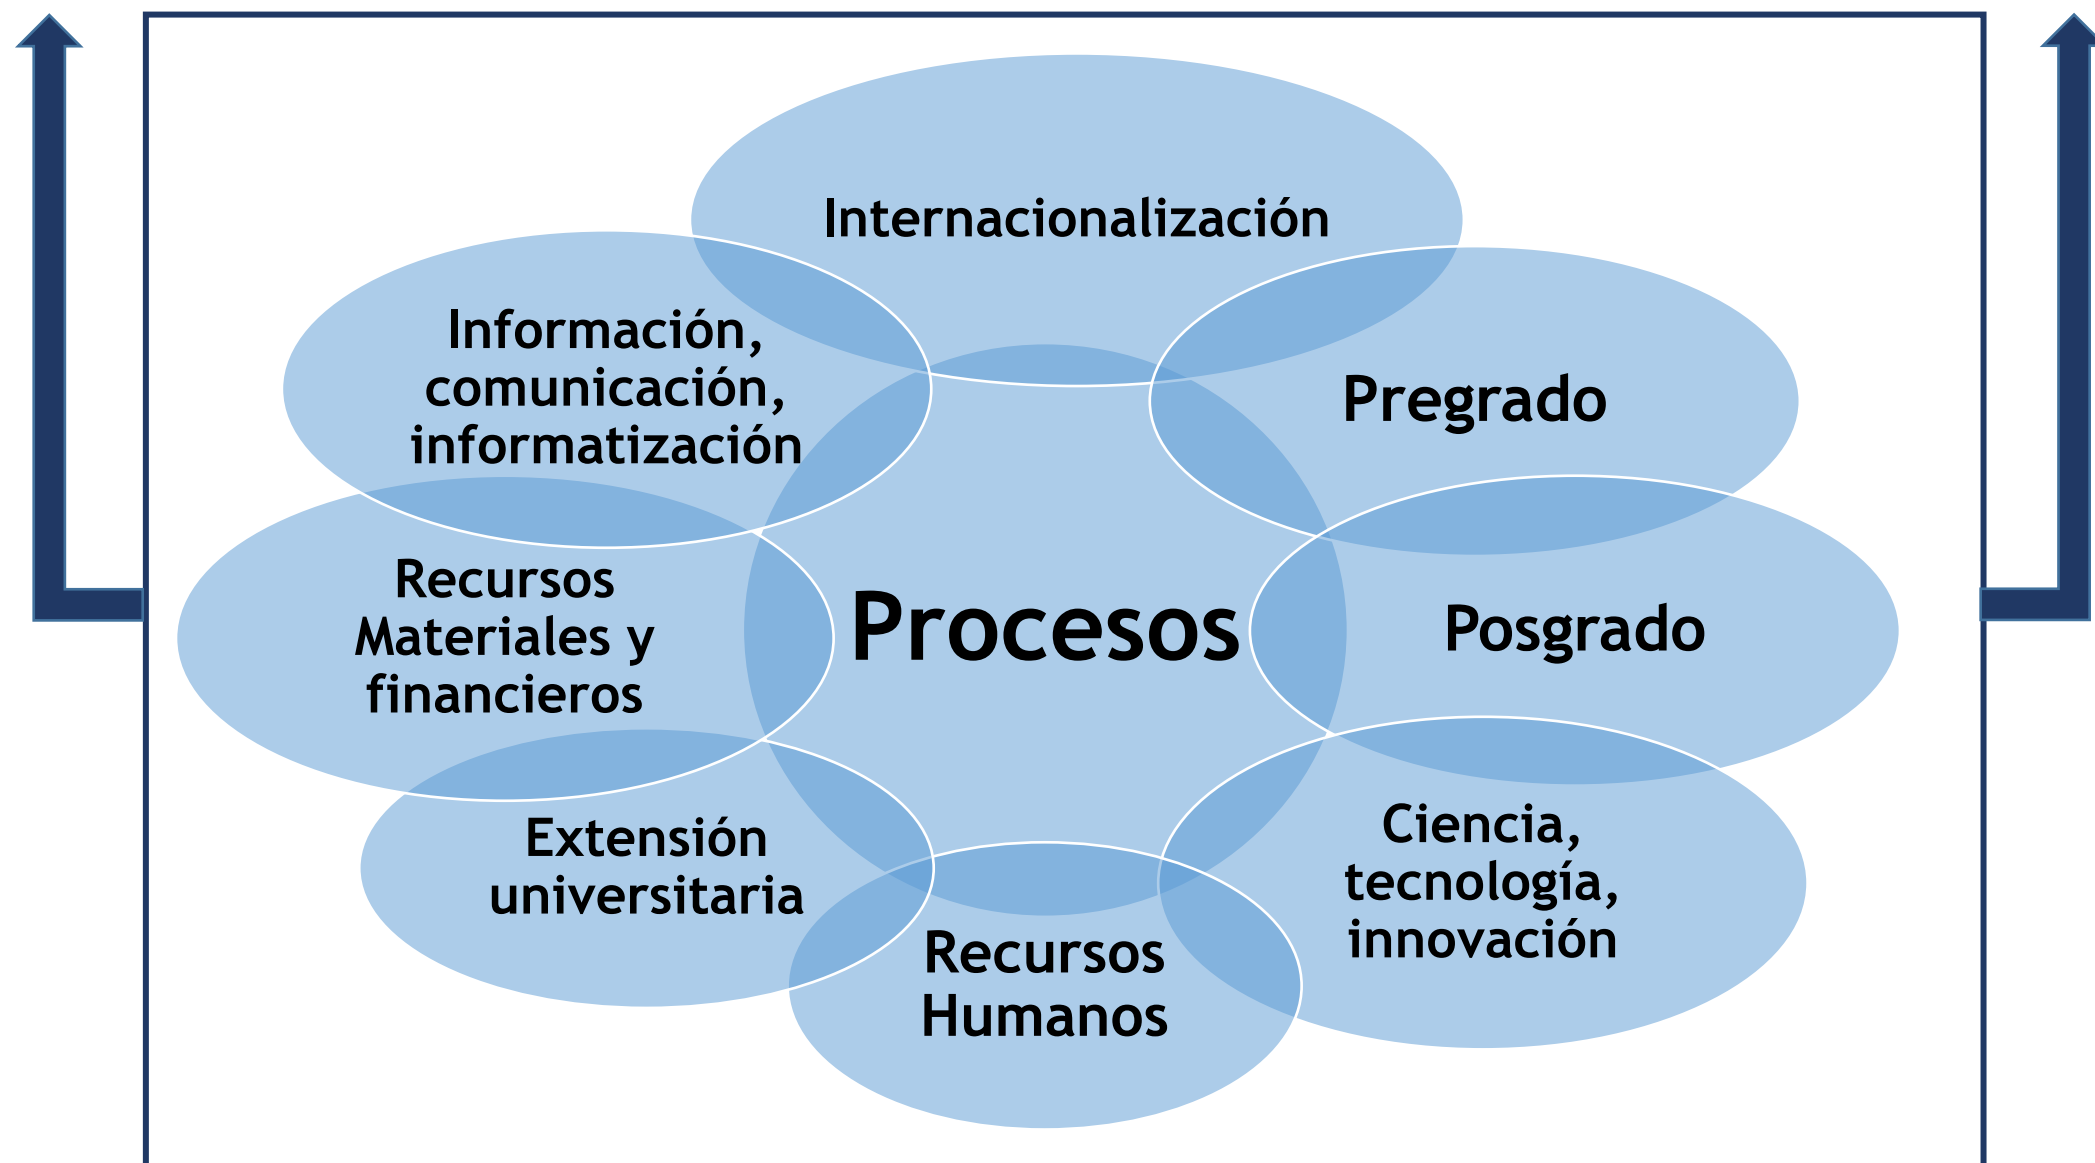 Internacionalización
Pregrado
Posgrado
Ciencia,
tecnología,
innovación
Recursos
Humanos
Extensión
universitaria
Recursos
Materiales y
financieros
Información,
comunicación,
informatización
Procesos